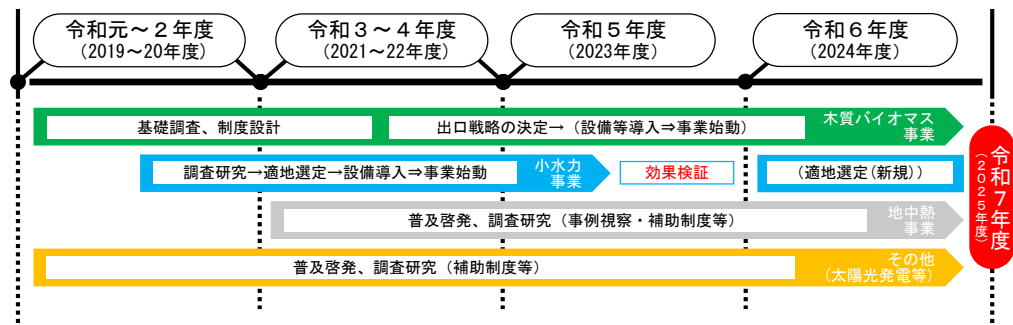 令和元～２年度
（2019～20年度）
令和３～４年度
（2021～22年度）
令和５年度
（2023年度）
令和６年度
（2024年度）
基礎調査、制度設計
出口戦略の決定→（設備等導入⇒事業始動）
木質バイオマス
事業
調査研究→適地選定→設備導入⇒事業始動
小水力
事業
効果検証
（適地選定（新規））
普及啓発、調査研究（事例視察・補助制度等）
地中熱
事業
普及啓発、調査研究（補助制度等）
その他
（太陽光発電等）
令和７年度
（２０２５年度）